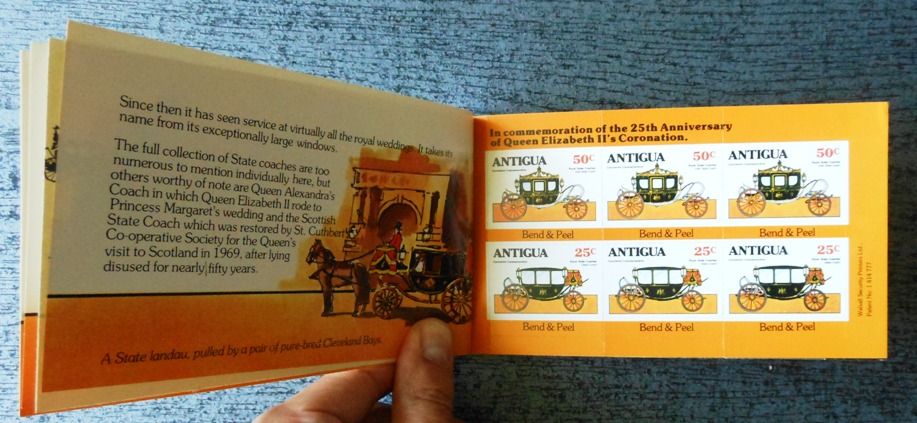 Since then it has seen service at virtually all the royal weddings. It takes its
name from its exceptionally large windows.
The full collection of State coaches are too
numerous to mention individually here, but
others worthy of note are Queen Alexandra's
Coach in which Queen Elizabeth II rode to
Princess Margaret's wedding and the Scottish
State Coach which was restored by St. Cuthbert's
Co-operative Society for the Queen's
visit to Scotland in 1969, after lying
disused for nearly fifty years.
A State landau, pulled by a pair of pure-bred Cleveland Bays.
In commemoration of the 25th Anniversary
of Queen Elizabeth II's Coronation.
ANTIGUA 50c
ANTIGUA 50c
ANTIGUA 50c
Bend & Peel
Bend & Peel
Bend & Peel
ANTIGUA 25c
ANTIGUA 25c
ANTIGUA 25c
Bend & Peel
Bend & Peel
Bend & Peel
Walsall Security Printers Ltd.
Patent No.